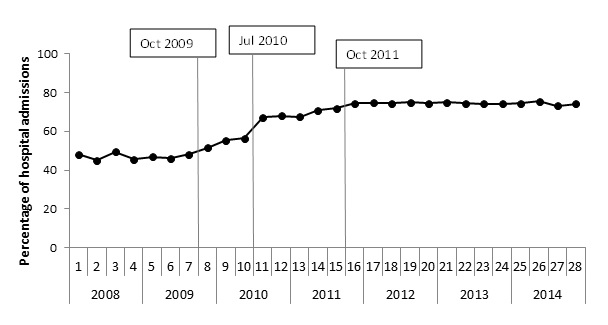 Oct 2009
Jul 2010
Oct 2011
Percentage of hospital admissions
100
80
60
40
20
0
1 2 3 4 5 6 7 8 9 10 11 12 13 14 15 16 17 18 19 20 21 22 23 24 25 26 27 28
2008 2009 2010 2011 2012 2013 2014